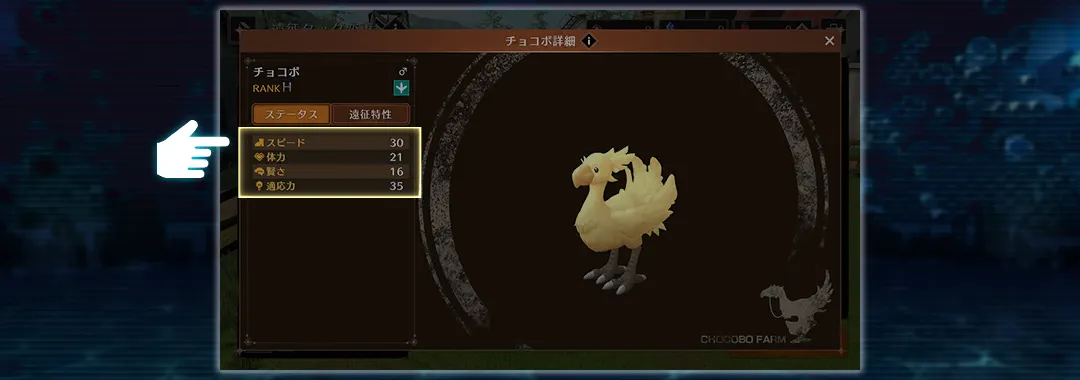 チョコボ詳細 i
チョコボ ♂
RANK H
ステータス 遠征特性
スピード 30
体力 21
賢さ 16
適応力 35
CHOCOBO FARM